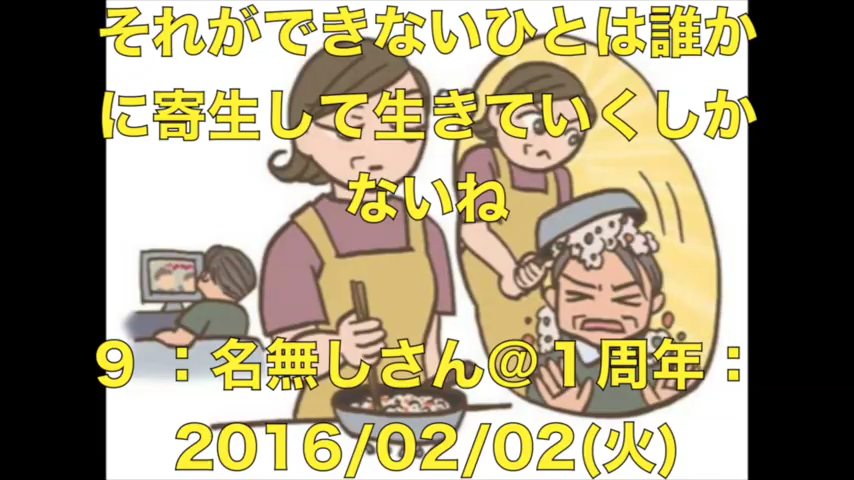 それができないひとは誰か
に寄生して生きていくしか
ないね
9 ：名無しさん＠１周年：
2016/02/02(火)